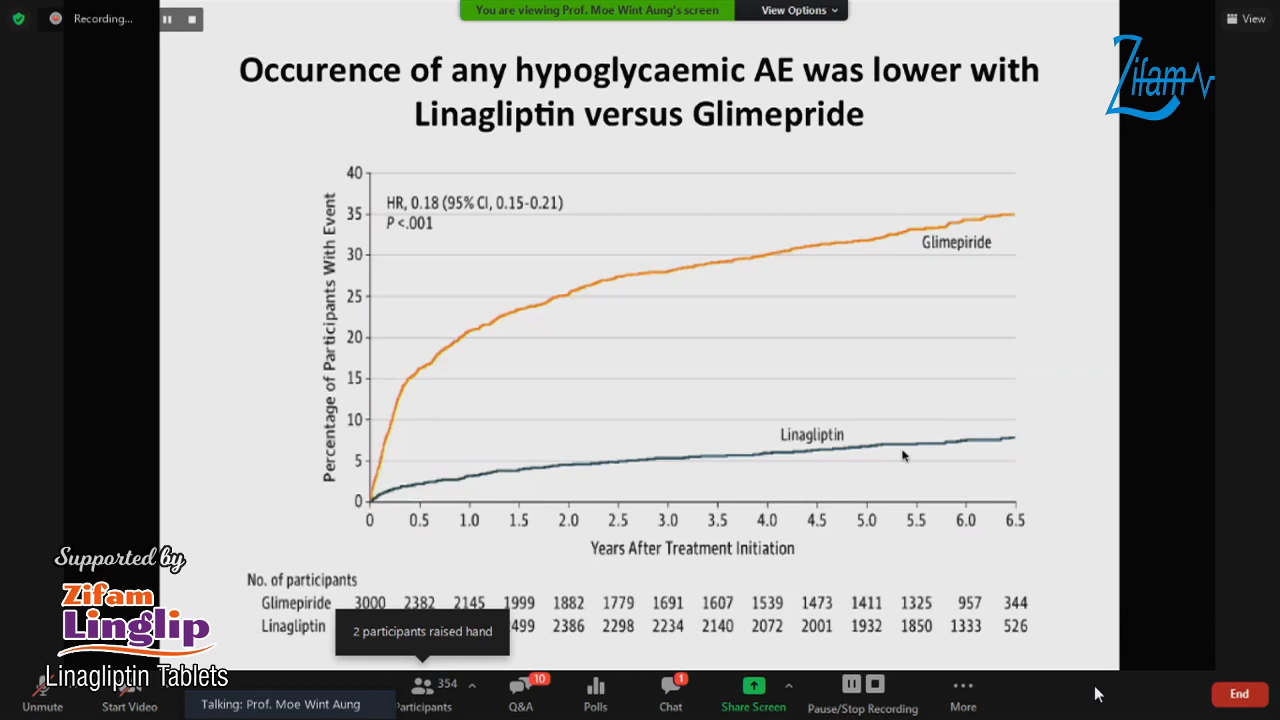 Recording...
You are viewing Prof. Moe Wint Aung's screen
View Options
View
Zifam
Occurence of any hypoglycaemic AE was lower with
Linagliptin versus Glimepride
Percentage of Participants With Event
40
35
30
25
20
15
10
5
0
HR, 0.18 (95% CI, 0.15-0.21)
P <.001
Glimepiride
Linagliptin
0 0.5 1.0 1.5 2.0 2.5 3.0 3.5 4.0 4.5 5.0 5.5 6.0 6.5
Years After Treatment Initiation
No. of participants
Glimepiride 3000 2382 2145 1999 1882 1779 1691 1607 1539 1473 1411 1325 957 344
Linagliptin 2386 2298 2234 2140 2072 2001 1932 1850 1333 526
2 participants raised hand
Supported by
Zifam
Linglip
Linagliptin Tablets
Unmute
Start Video
Talking: Prof. Moe Wint Aung
354
Participants
10
Q&A
Polls
1
Chat
Share Screen
Pause/Stop Recording
More
End